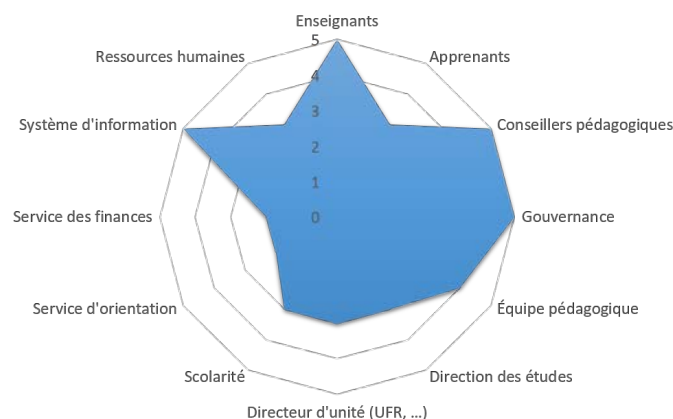 Enseignants
5
Ressources humaines
Apprenants
4
3
Système d'information
Conseillers pédagogiques
2
1
Service des finances
0
Gouvernance
Service d'orientation
Équipe pédagogique
Scolarité
Direction des études
Directeur d'unité (UFR, ...)